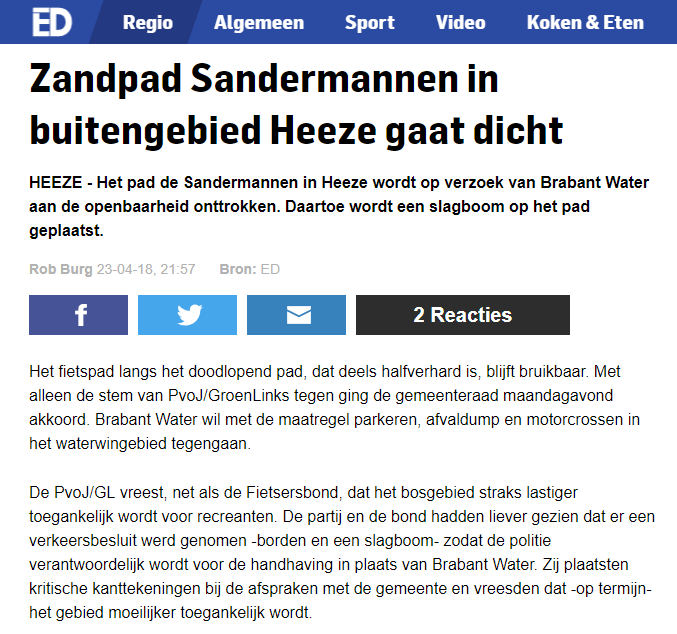 ED Regio Algemeen Sport Video Koken & Eten
Zandpad Sandermannen in
buitengebied Heeze gaat dicht
HEEZE - Het pad de Sandermannen in Heeze wordt op verzoek van Brabant Water
aan de openbaarheid onttrokken. Daartoe wordt een slagboom op het pad
geplaatst.
Rob Burg 23-04-18, 21:57 Bron: ED
2 Reacties
Het fietspad langs het doodlopend pad, dat deels halfverhard is, blijft bruikbaar. Met
alleen de stem van PvoJ/GroenLinks tegen ging de gemeenteraad maandagavond
akkoord. Brabant Water wil met de maatregel parkeren, afvaldump en motorcrossen in
het waterwingebied tegengaan.
De PvoJ/GL vreest, net als de Fietsersbond, dat het bosgebied straks lastiger
toegankelijk wordt voor recreanten. De partij en de bond hadden liever gezien dat er een
verkeersbesluit werd genomen -borden en een slagboom- zodat de politie
verantwoordelijk wordt voor de handhaving in plaats van Brabant Water. Zij plaatsten
kritische kanttekeningen bij de afspraken met de gemeente en vreesden dat -op termijn-
het gebied moeilijker toegankelijk wordt.